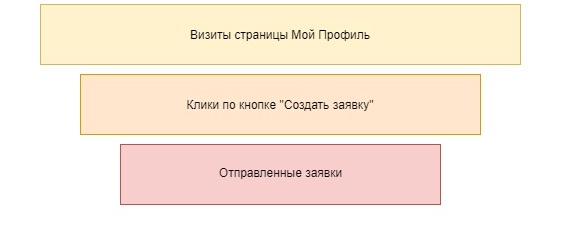 Визиты страницы Мой Профиль
Клики по кнопке "Создать заявку"
Отправленные заявки